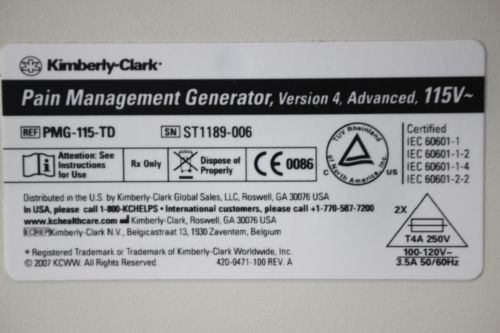 Kimberly-Clark*
Pain Management Generator, Version 4, Advanced, 115V~
REF PMG-115-TD
SN ST1189-006
Attention: See Instructions for Use
Rx Only
Dispose of Properly
CE 0086
TÜV Rheinland of North America, Inc.
Certified
IEC 60601-1
IEC 60601-1-2
IEC 60601-1-4
IEC 60601-2-2
Distributed in the U.S. by Kimberly-Clark Global Sales, LLC, Roswell, GA 30076 USA
In USA, please call 1-800-KCHELPS • International customers, please call +1-770-587-7200
www.kchealthcare.com Kimberly-Clark, Roswell, GA 30076 USA
EC REP Kimberly-Clark N.V., Belgicastraat 13, 1930 Zaventem, Belgium
* Registered Trademark or Trademark of Kimberly-Clark Worldwide, Inc.
© 2007 KCWW. All Rights Reserved.
420-0471-100 REV. A
2X
T4A 250V
100-120V~
3.5A 50/60Hz